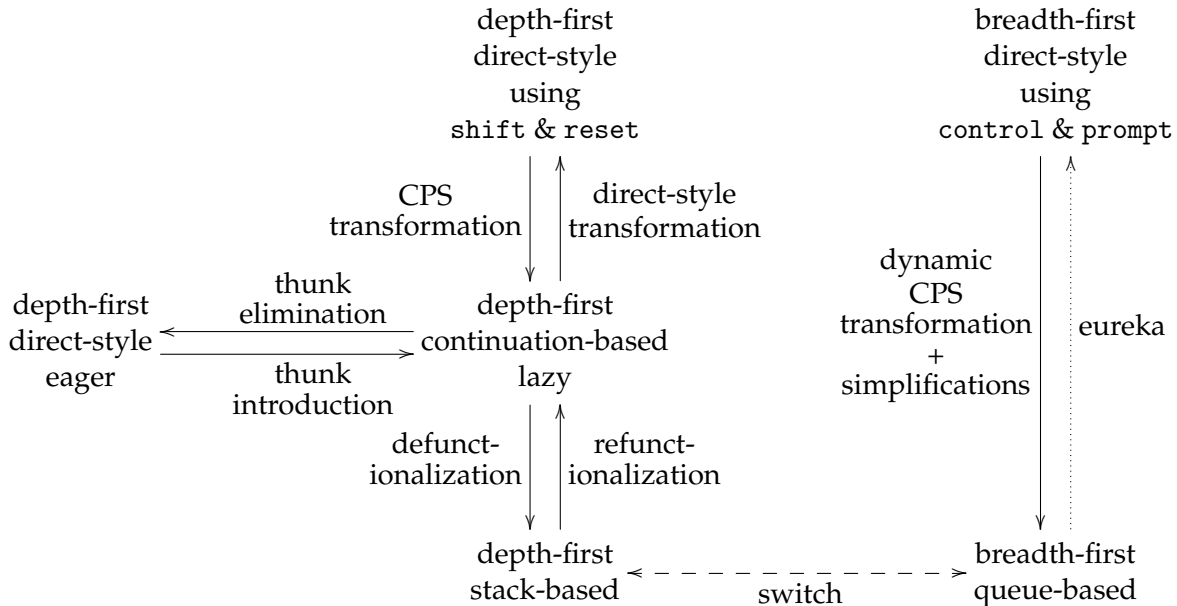 depth-first
direct-style
using
shift & reset
breadth-first
direct-style
using
control & prompt
CPS
transformation
direct-style
transformation
depth-first
direct-style
eager
thunk
elimination
thunk
introduction
depth-first
continuation-based
lazy
dynamic
CPS
transformation
+
simplifications
eureka
defunct-
ionalization
refunct-
ionalization
depth-first
stack-based
switch
breadth-first
queue-based